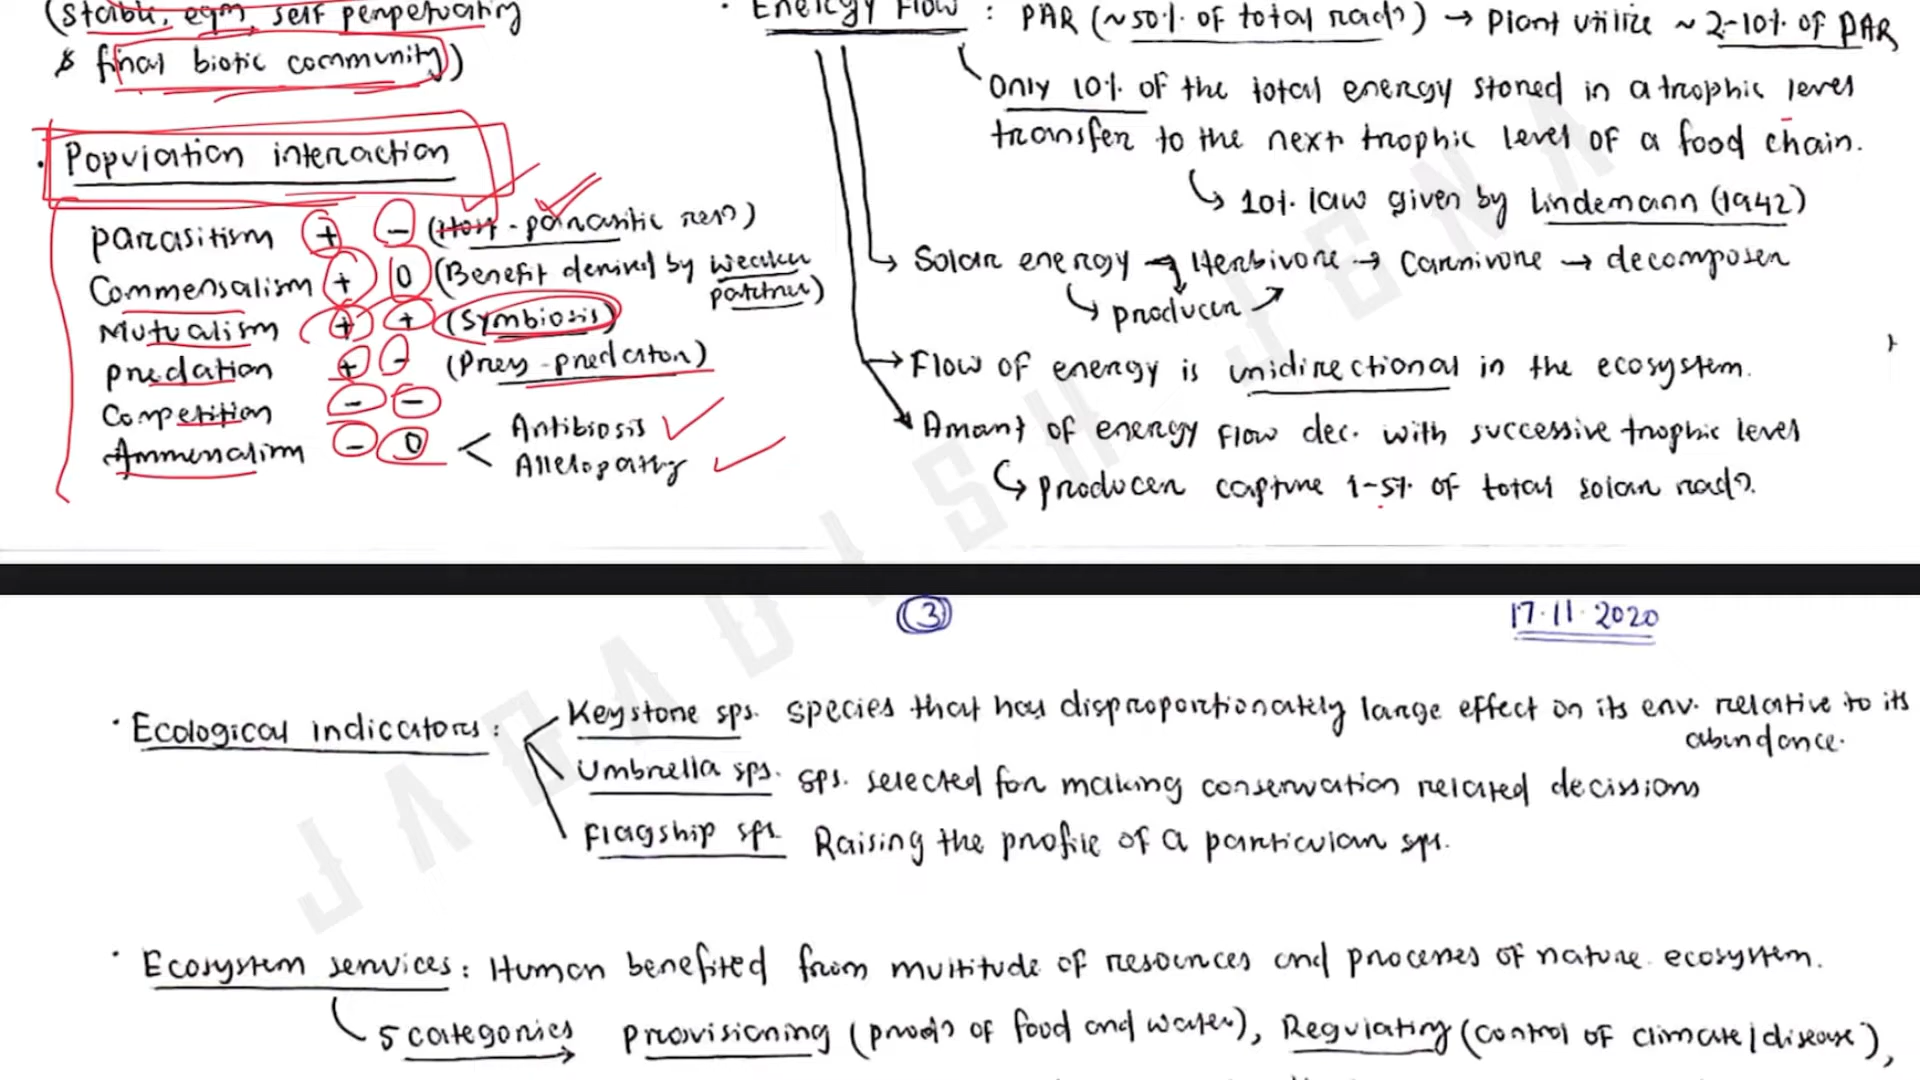 (Stable, eqm, self perpetuating
& final biotic community)
· Population interaction
Parasitism + - (Host - parasitic resn)
Commensalism + 0 (Benefit derived by weaker partner)
Mutualism + + (Symbiosis)
Predation + - (Prey - predator)
Competition - -
Ammensalism - 0 < Antibiosis
Allelopathy
· Energy Flow : PAR (~50% of total radn) → Plant utilize ~ 2-10% of PAR
Only 10% of the total energy stored in a trophic level
transfer to the next trophic level of a food chain.
10% law given by Lindemann (1942)
Solar energy → Herbivore → Carnivore → decomposer
producer
→ Flow of energy is unidirectional in the ecosystem.
Amant of energy flow dec. with successive trophic level
producer capture 1-5% of total solar radn.
JAGADISH JENA
3
17.11.2020
· Ecological indicators : Keystone sps. species that has disproportionately large effect on its env. relative to its
abundance.
Umbrella sps. sps. selected for making conservation related decissions
Flagship sps. Raising the profile of a particular sps.
· Ecosystem services : Human benefited from multitude of resources and processes of nature ecosystem.
5 categories → Provisioning (prodn of food and water), Regulating (control of climate/disease),